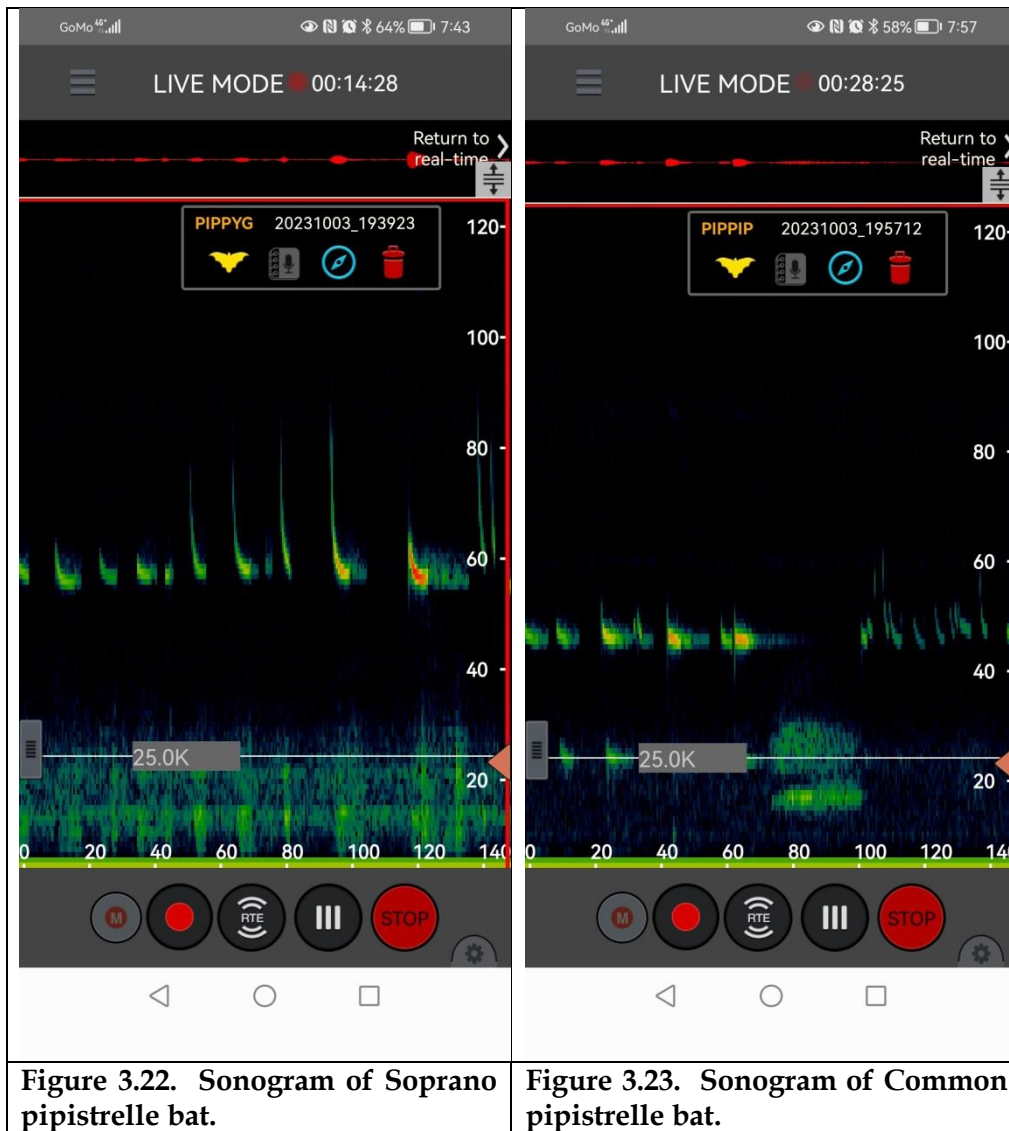 GoMo 4G+ 64% 7:43
LIVE MODE 00:14:28
Return to
real-time
PIPPYG 20231003_193923
120-
100-
80 -
60 -
40 -
25.0K
20 -
0 20 40 60 80 100 120 140
M RTE STOP
Figure 3.22. Sonogram of Soprano
pipistrelle bat.
GoMo 4G+ 58% 7:57
LIVE MODE 00:28:25
Return to
real-time
PIPPIP 20231003_195712
120-
100-
80 -
60 -
40 -
25.0K
20 -
0 20 40 60 80 100 120 14
M RTE STOP
Figure 3.23. Sonogram of Common
pipistrelle bat.